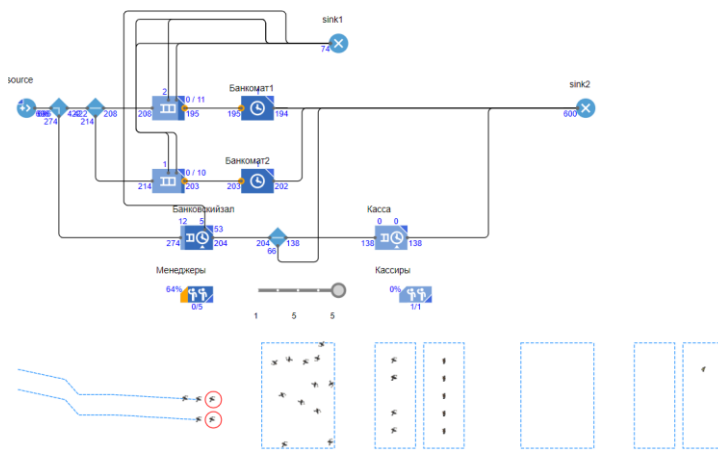 sink1
74
source
sink2
2
0 / 11
Банкомат1
422
274
214
208
208
195
195
194
600
1
0 / 10
Банкомат2
214
203
203
202
Банковскийзал
Касса
12 5
53
0 0
274
204
204
138
66
138
138
Менеджеры
Кассиры
64%
0/5
0%
1/1
1 5 5